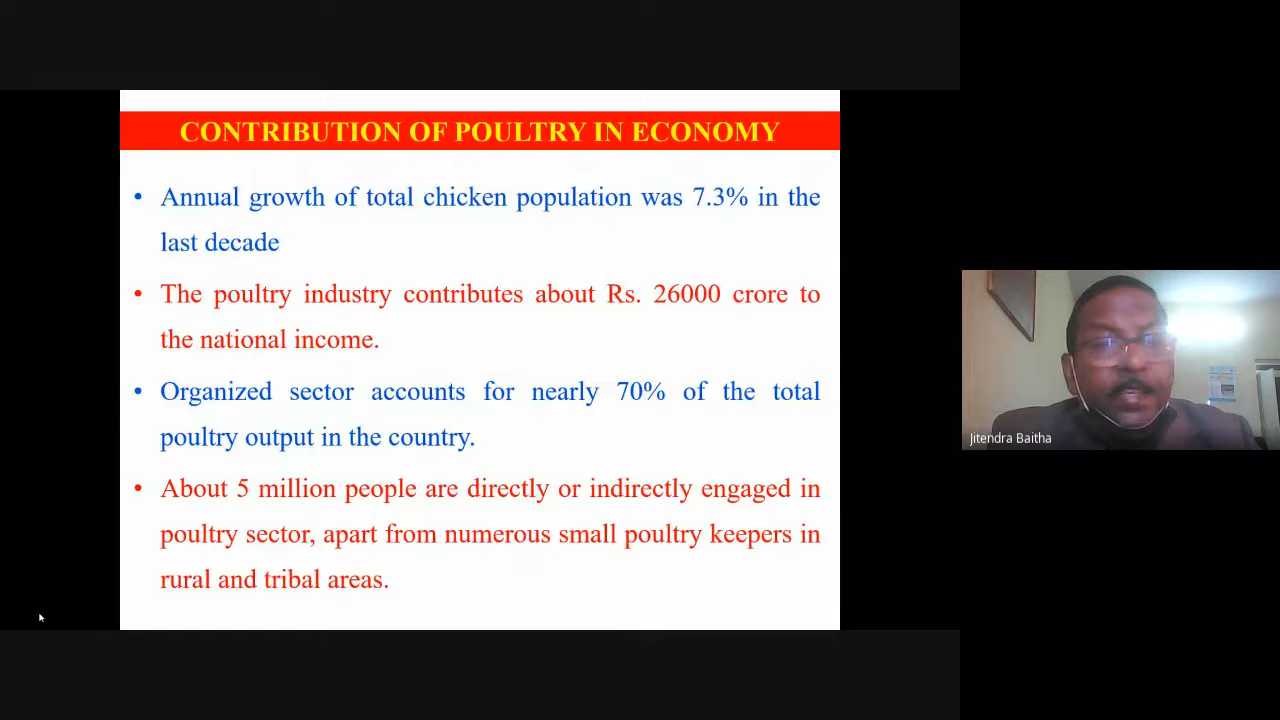 CONTRIBUTION OF POULTRY IN ECONOMY
• Annual growth of total chicken population was 7.3% in the
last decade
• The poultry industry contributes about Rs. 26000 crore to
the national income.
• Organized sector accounts for nearly 70% of the total
poultry output in the country.
• About 5 million people are directly or indirectly engaged in
poultry sector, apart from numerous small poultry keepers in
rural and tribal areas.
Jitendra Baitha